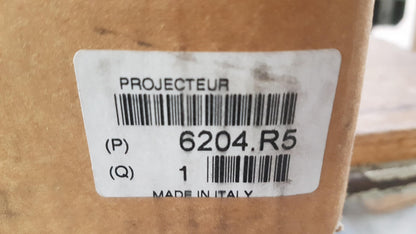 PROJECTEUR
(P) 6204.R5
(Q) 1
MADE IN ITALY